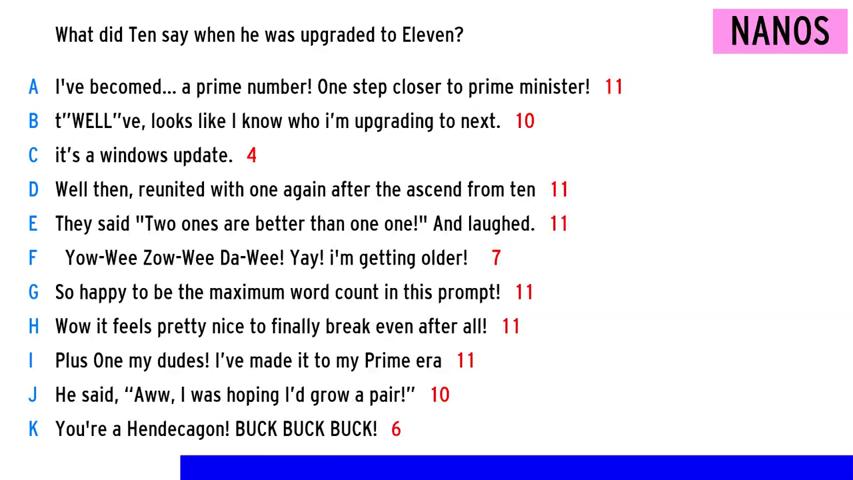 What did Ten say when he was upgraded to Eleven?
NANOS
A I've becomed... a prime number! One step closer to prime minister! 11
B t”WELL”ve, looks like I know who i’m upgrading to next. 10
C it’s a windows update. 4
D Well then, reunited with one again after the ascend from ten 11
E They said "Two ones are better than one one!" And laughed. 11
F Yow-Wee Zow-Wee Da-Wee! Yay! i'm getting older! 7
G So happy to be the maximum word count in this prompt! 11
H Wow it feels pretty nice to finally break even after all! 11
I Plus One my dudes! I’ve made it to my Prime era 11
J He said, “Aww, I was hoping I’d grow a pair!” 10
K You're a Hendecagon! BUCK BUCK BUCK! 6